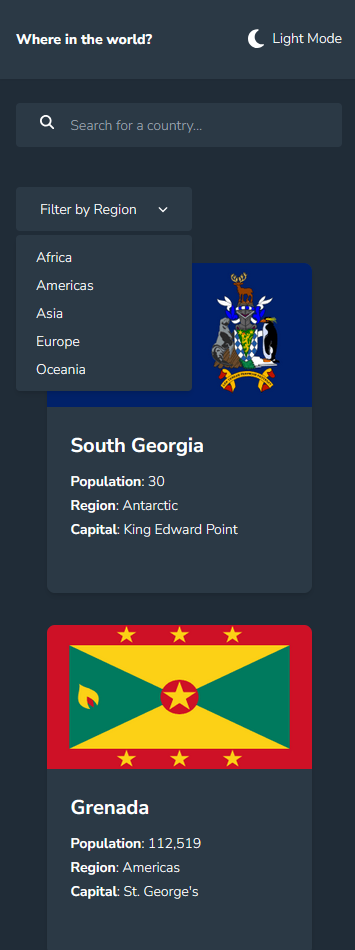 Where in the world?
Light Mode
Search for a country...
Filter by Region
Africa
Americas
Asia
Europe
Oceania
South Georgia
Population: 30
Region: Antarctic
Capital: King Edward Point
Grenada
Population: 112,519
Region: Americas
Capital: St. George's